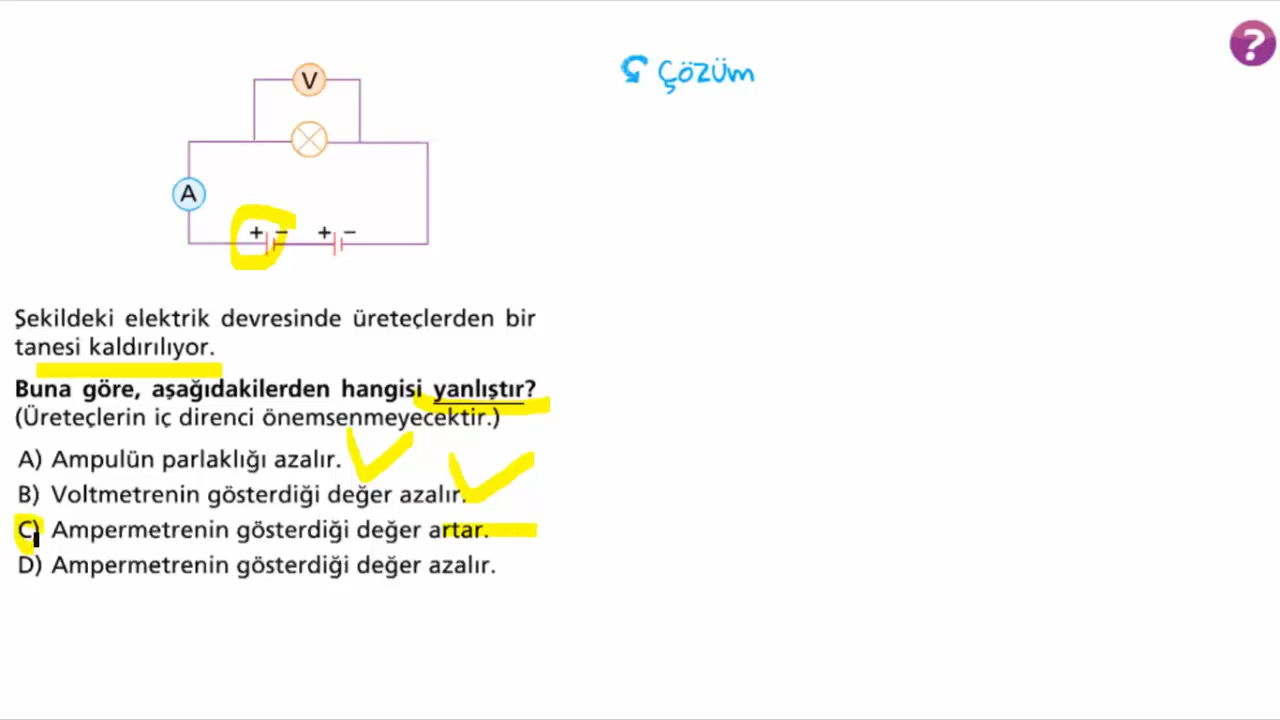 Çözüm
?
V
A
+ − + −
Şekildeki elektrik devresinde üreteçlerden bir
tanesi kaldırılıyor.
Buna göre, aşağıdakilerden hangisi yanlıştır?
(Üreteçlerin iç direnci önemsenmeyecektir.)
A) Ampulün parlaklığı azalır.
B) Voltmetrenin gösterdiği değer azalır.
C) Ampermetrenin gösterdiği değer artar.
D) Ampermetrenin gösterdiği değer azalır.